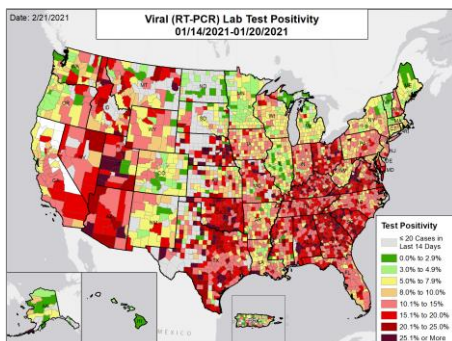 Date: 2/21/2021
Viral (RT-PCR) Lab Test Positivity
01/14/2021-01/20/2021
MEXICO
Test Positivity
≤ 20 Cases in
Last 14 Days
0.0% to 2.9%
3.0% to 4.9%
5.0% to 7.9%
8.0% to 10.0%
10.1% to 15%
15.1% to 20.0%
20.1% to 25.0%
25.1% or More